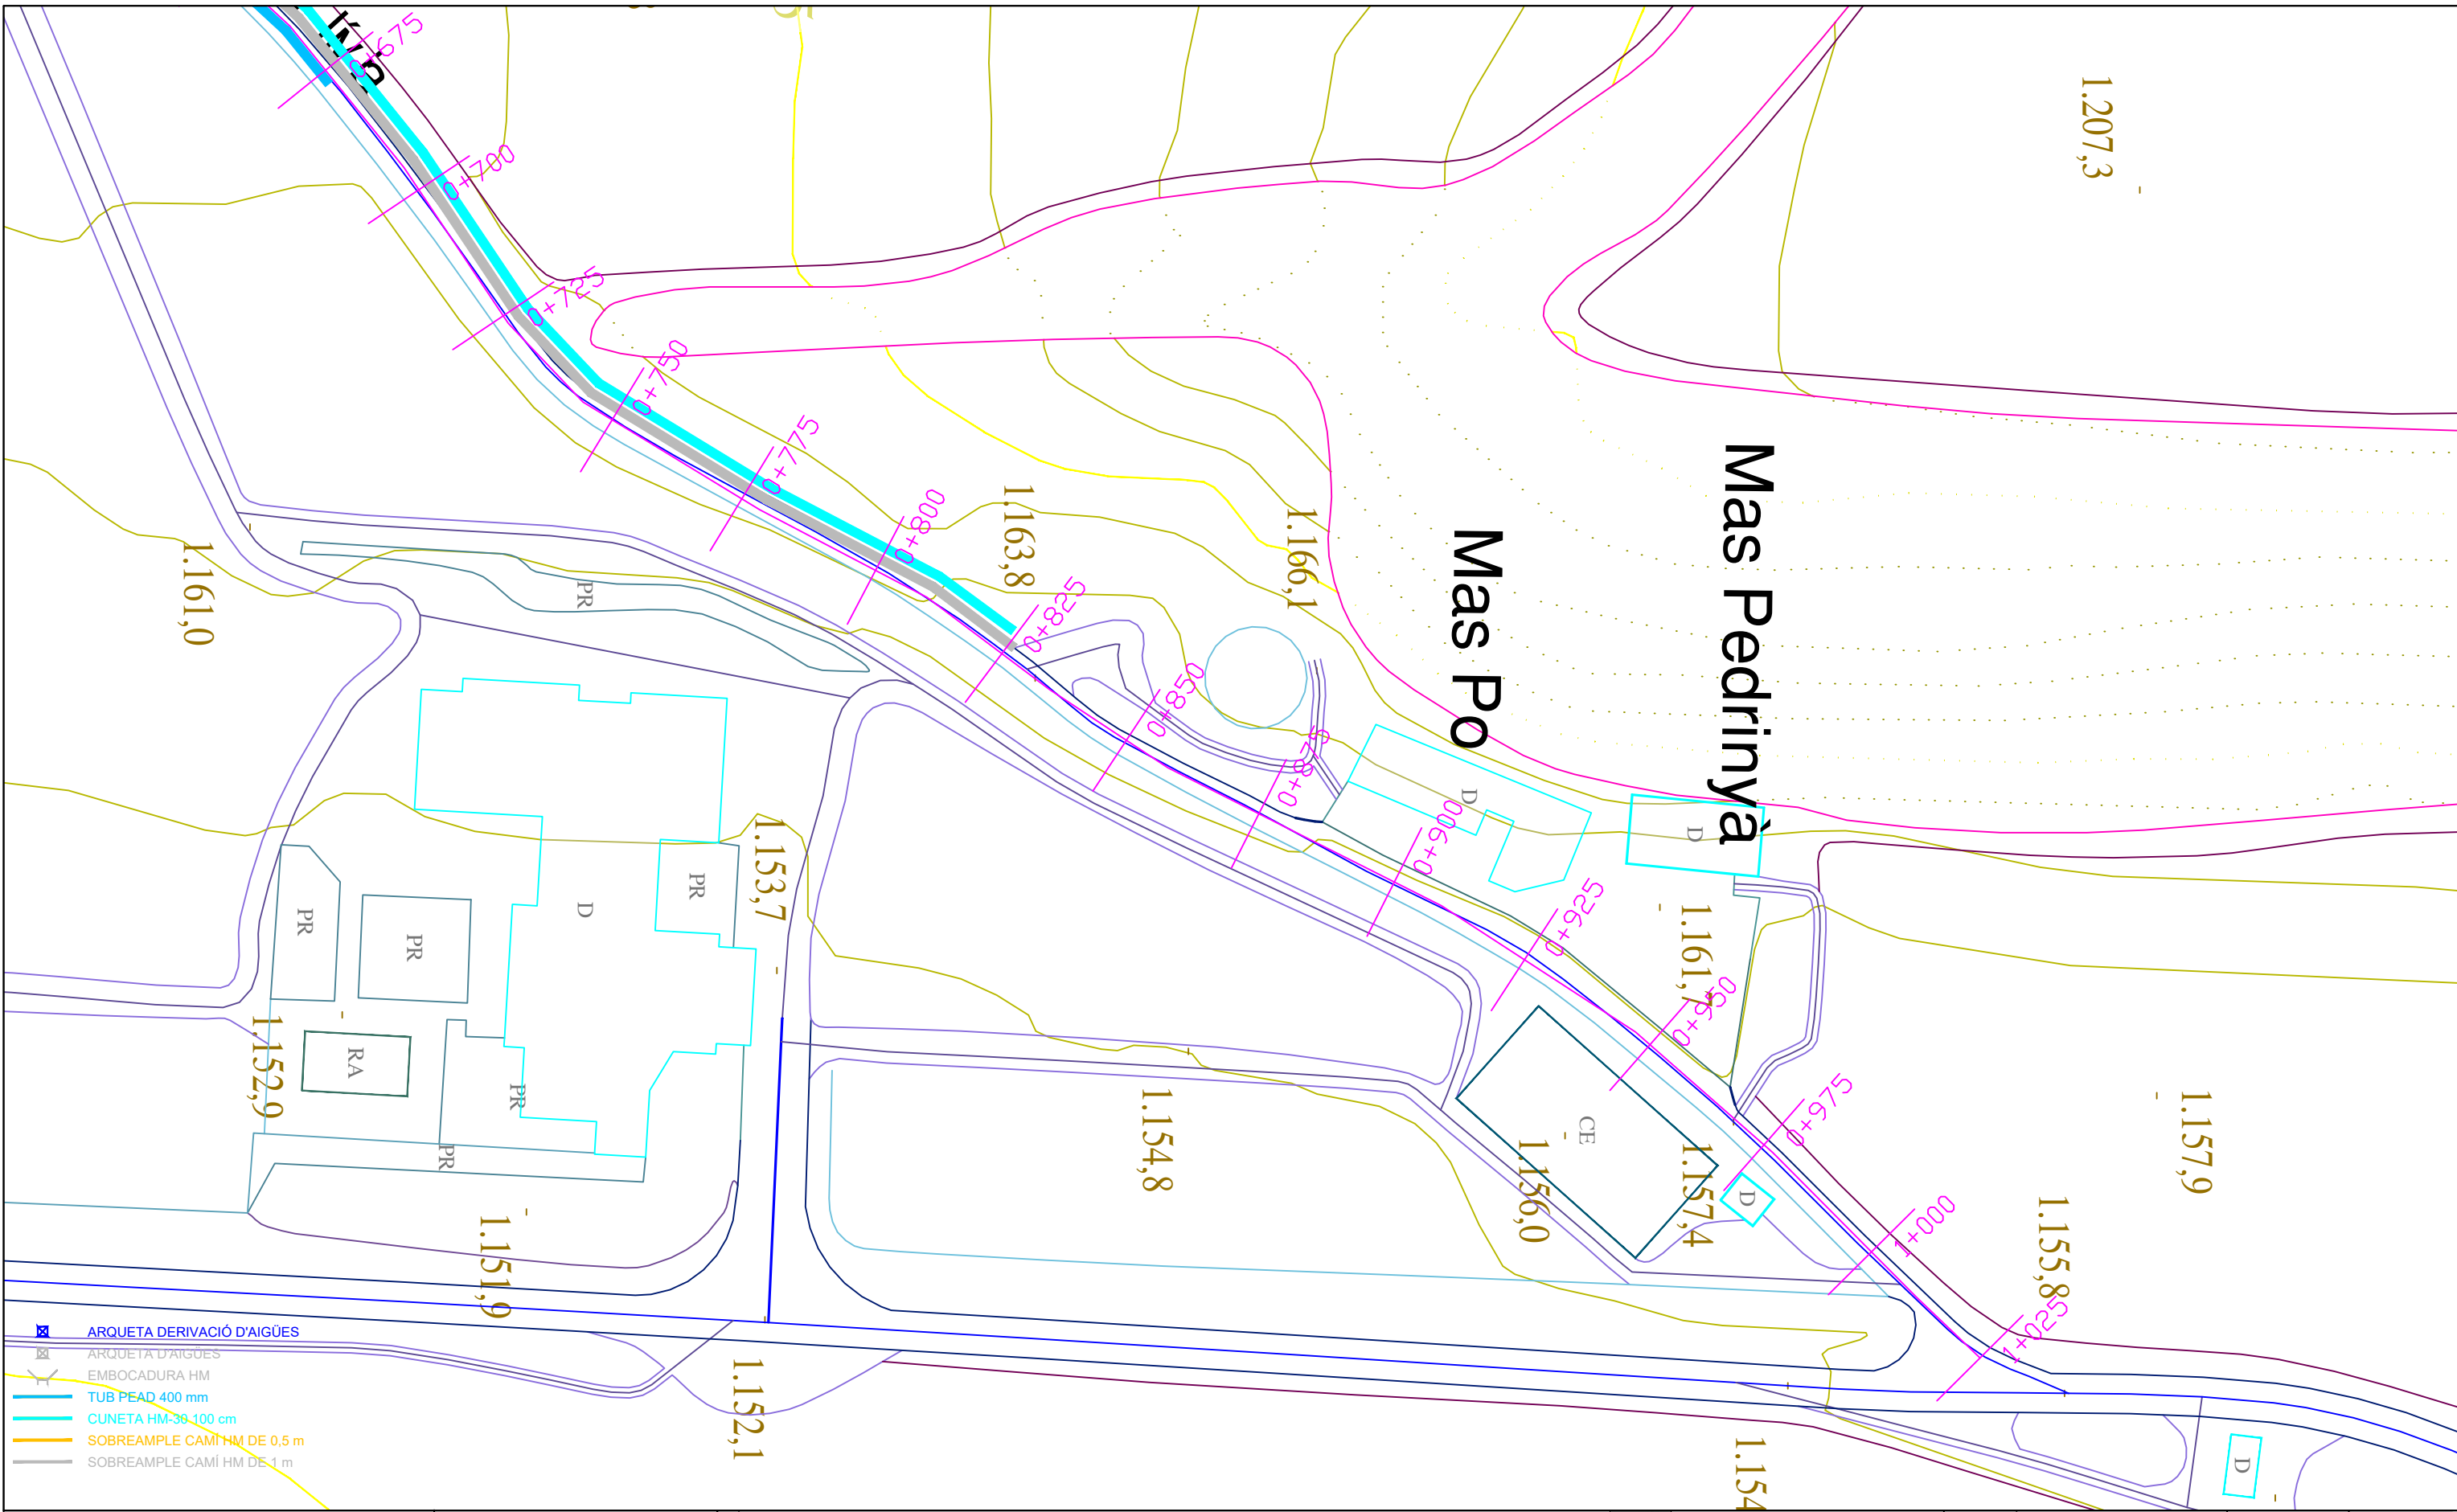 0+675
0+700
0+725
0+750
0+775
0+800
0+825
0+850
0+875
0+900
0+925
0+950
0+975
1+000
1+025
1.207,3
1.163,8
1.166,1
1.161,0
Mas Po
Mas Pedrinyà
PR
D
D
1.153,7
PR
D
PR
PR
1.161,7
1.152,9
RA
PR
PR
1.154,8
CE
1.156,0
1.157,4
D
1.157,9
1.155,8
1.151,9
1.152,1
1.154
D
ARQUETA DERIVACIÓ D'AIGÜES
ARQUETA D'AIGÜES
EMBOCADURA HM
TUB PEAD 400 mm
CUNETA HM-30 100 cm
SOBREAMPLE CAMÍ HM DE 0,5 m
SOBREAMPLE CAMÍ HM DE 1 m